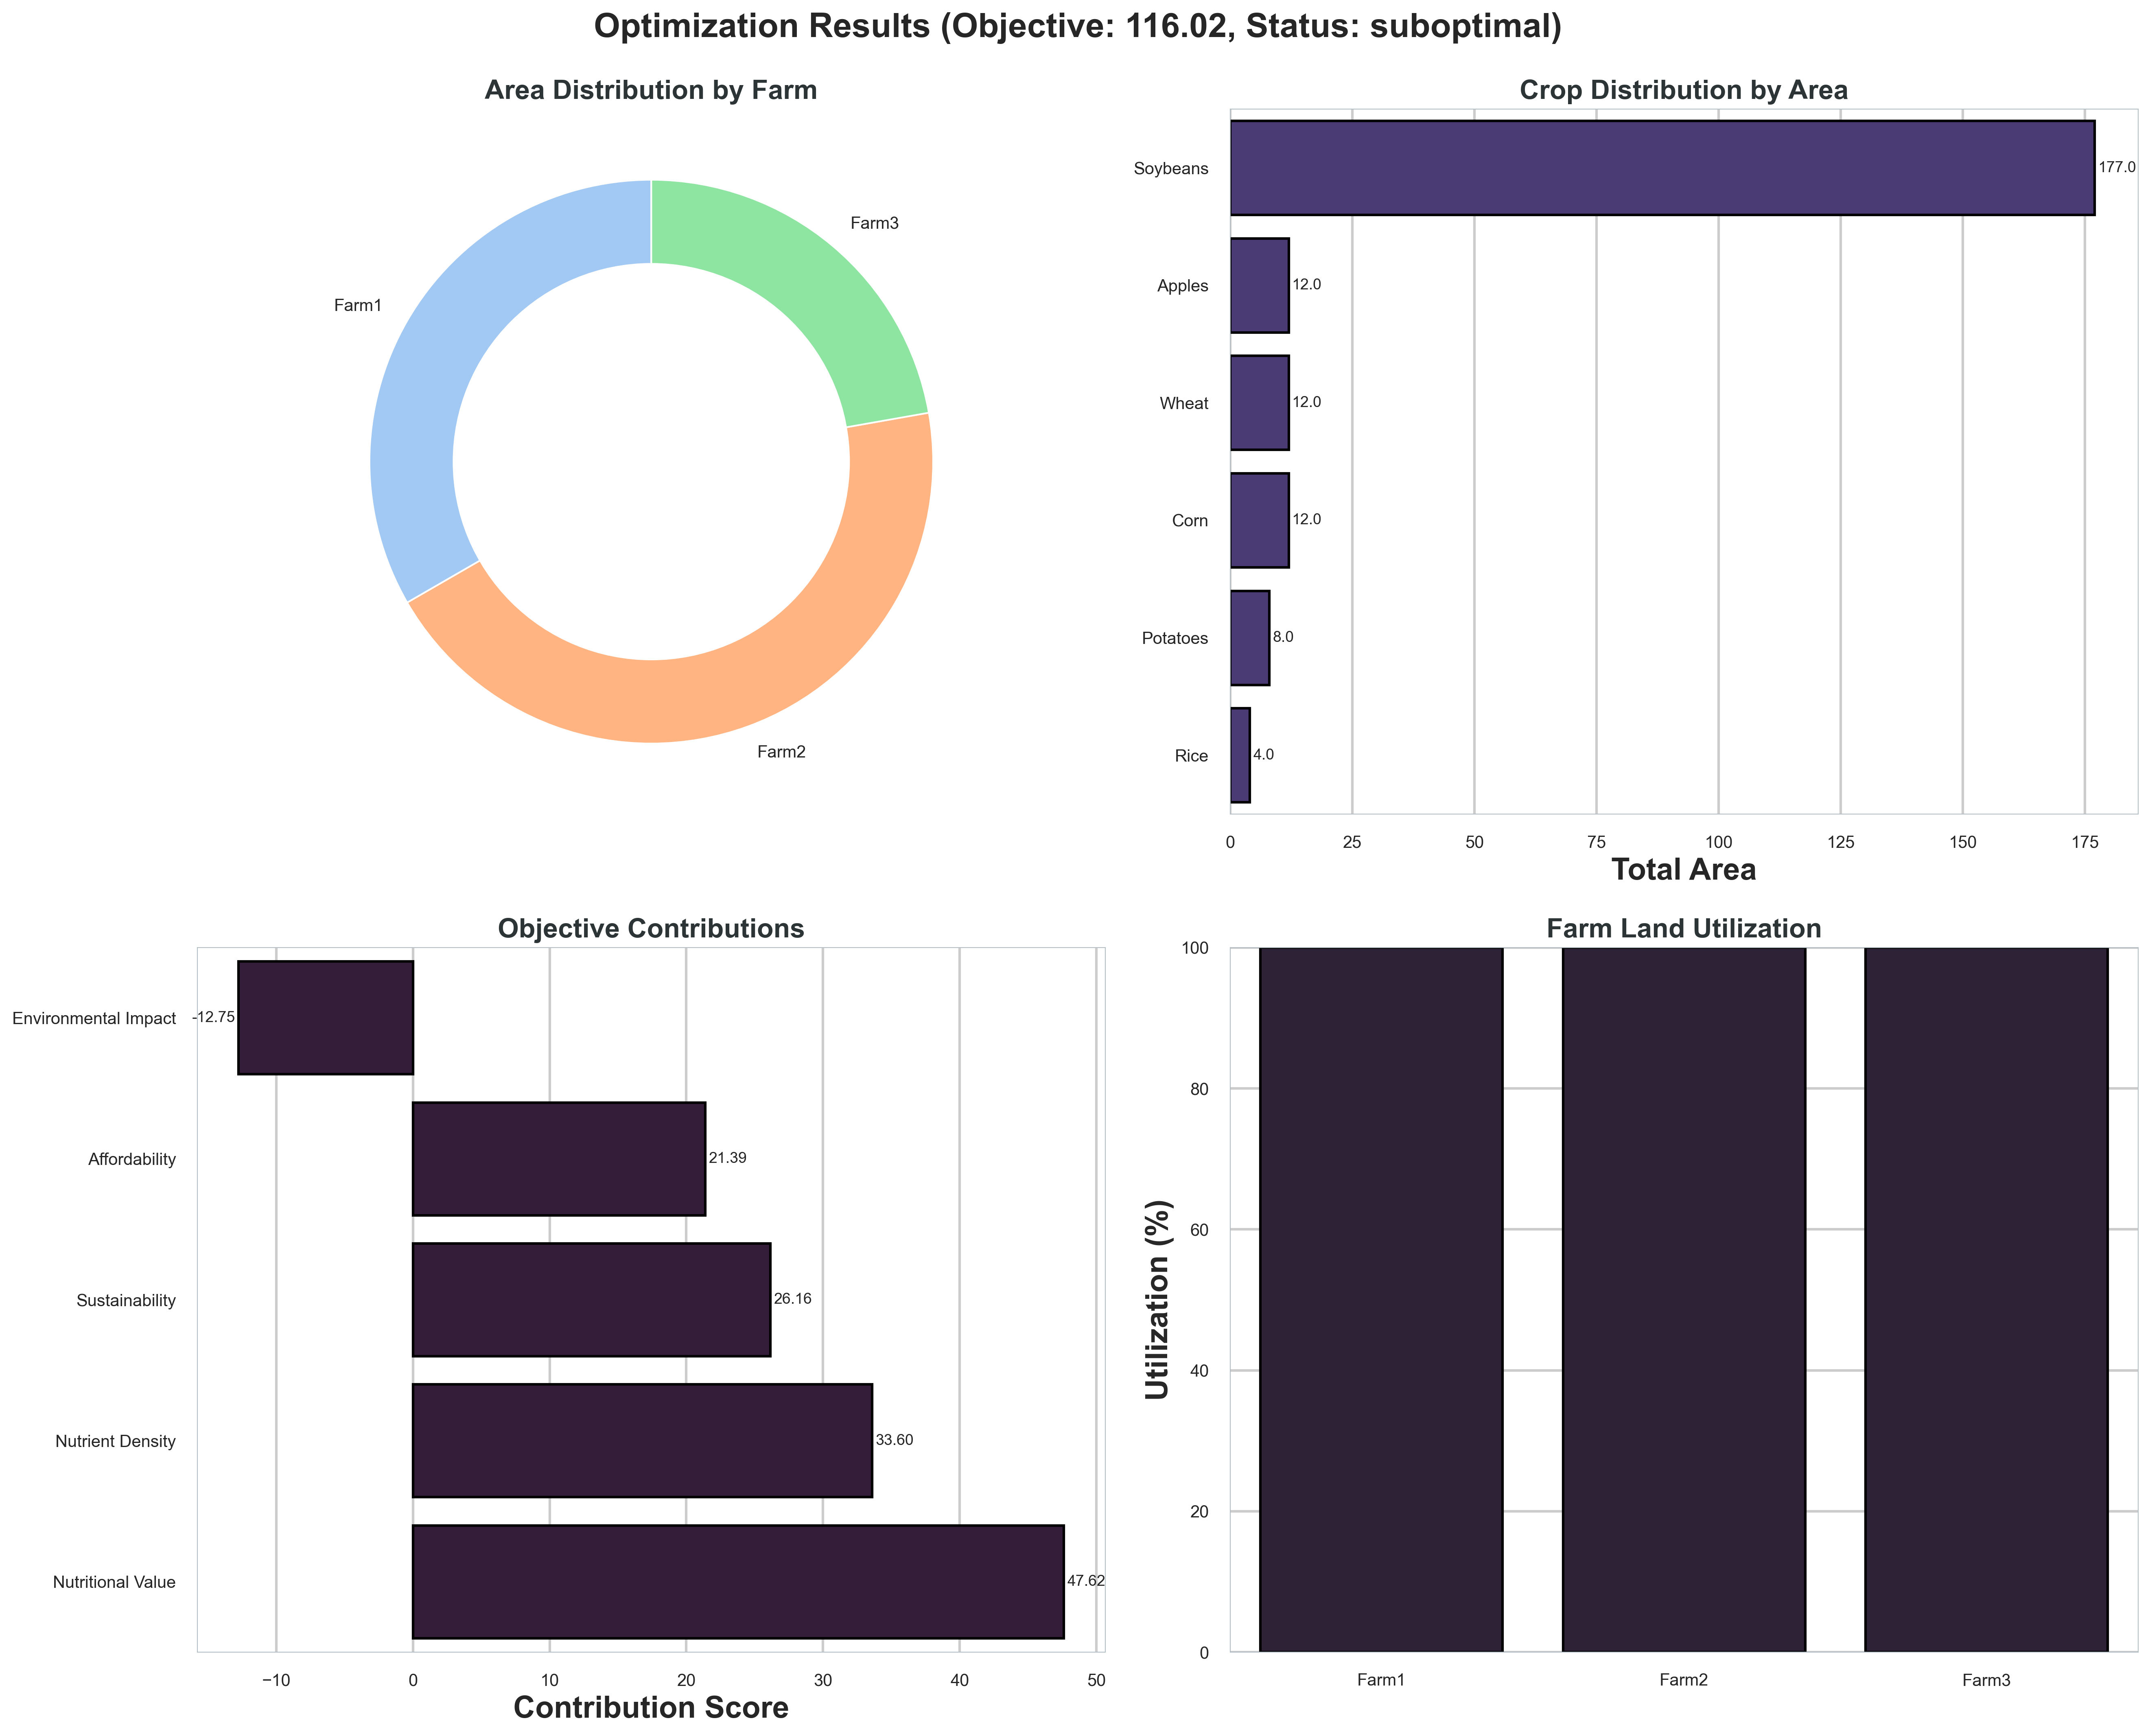 Optimization Results (Objective: 116.02, Status: suboptimal)
Area Distribution by Farm
Farm3
Farm1
Farm2
Crop Distribution by Area
Soybeans
177.0
Apples
12.0
Wheat
12.0
Corn
12.0
Potatoes
8.0
Rice
4.0
0 25 50 75 100 125 150 175
Total Area
Objective Contributions
Environmental Impact
-12.75
Affordability
21.39
Sustainability
26.16
Nutrient Density
33.60
Nutritional Value
47.62
−10 0 10 20 30 40 50
Contribution Score
Farm Land Utilization
100
80
60
40
20
0
Utilization (%)
Farm1 Farm2 Farm3